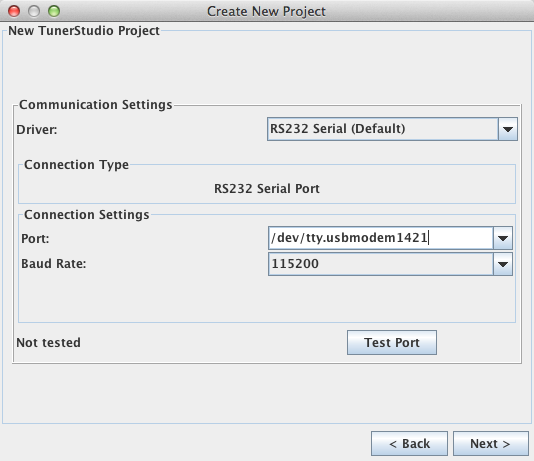 Create New Project
New TunerStudio Project
Communication Settings
Driver: RS232 Serial (Default)
Connection Type
RS232 Serial Port
Connection Settings
Port: /dev/tty.usbmodem1421
Baud Rate: 115200
Not tested Test Port
< Back Next >